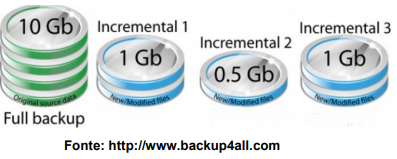 10 Gb
Original source data
Full backup
Incremental 1
1 Gb
New/Modified files
Incremental 2
0.5 Gb
New/Modified files
Incremental 3
1 Gb
New/Modified files
Fonte: http://www.backup4all.com